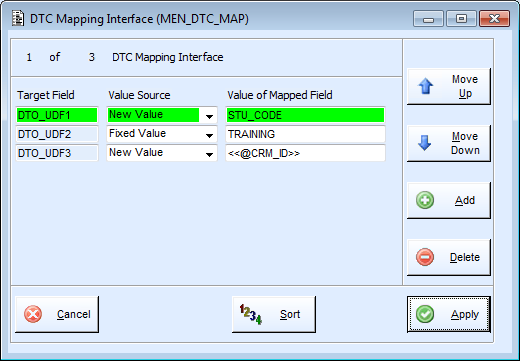 DTC Mapping Interface (MEN_DTC_MAP)
1 of 3 DTC Mapping Interface
Target Field Value Source Value of Mapped Field
DTO_UDF1 New Value STU_CODE
DTO_UDF2 Fixed Value TRAINING
DTO_UDF3 New Value <<@CRM_ID>>
Move
Up
Move
Down
Add
Delete
Cancel Sort Apply